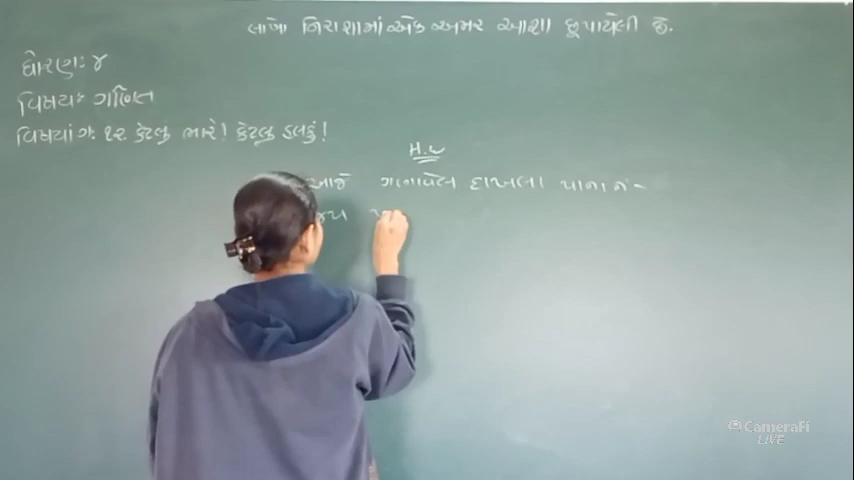 લાખો નિરાશામાં એક અમર આશા છૂપાયેલી છે.
ધોરણ: ૪
વિષય: ગણિત
વિષયાંગ: ૧૨. કેટલું ભારે! કેટલું હલકું!
H.W
આજે ગણાવેલ દાખલા પાના નં-
CameraFi
LIVE